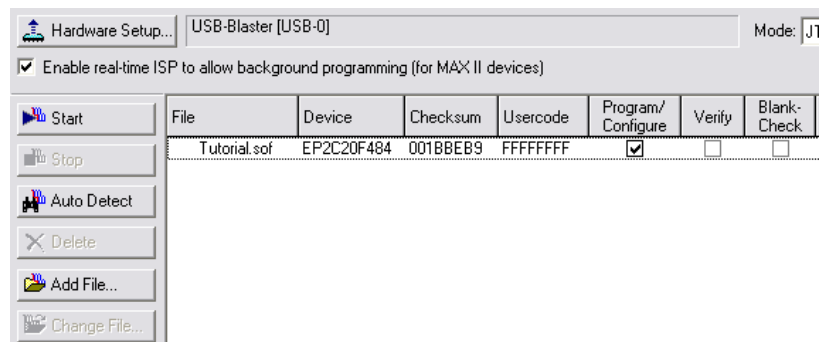 Hardware Setup... USB-Blaster [USB-0] Mode: JT
Enable real-time ISP to allow background programming (for MAX II devices)
Start
Stop
Auto Detect
Delete
Add File...
Change File...
File Device Checksum Usercode Program/ Configure Verify Blank- Check
Tutorial.sof EP2C20F484 001BBEB9 FFFFFFFF